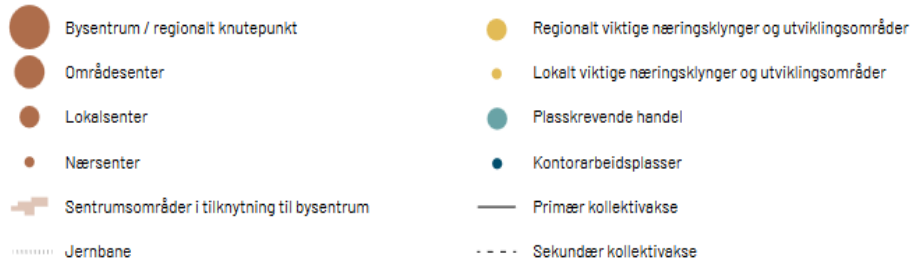 Bysentrum / regionalt knutepunkt
Områdesenter
Lokalsenter
Nærsenter
Sentrumsområder i tilknytning til bysentrum
Jernbane
Regionalt viktige næringsklynger og utviklingsområder
Lokalt viktige næringsklynger og utviklingsområder
Plasskrevende handel
Kontorarbeidsplasser
Primær kollektivakse
Sekundær kollektivakse